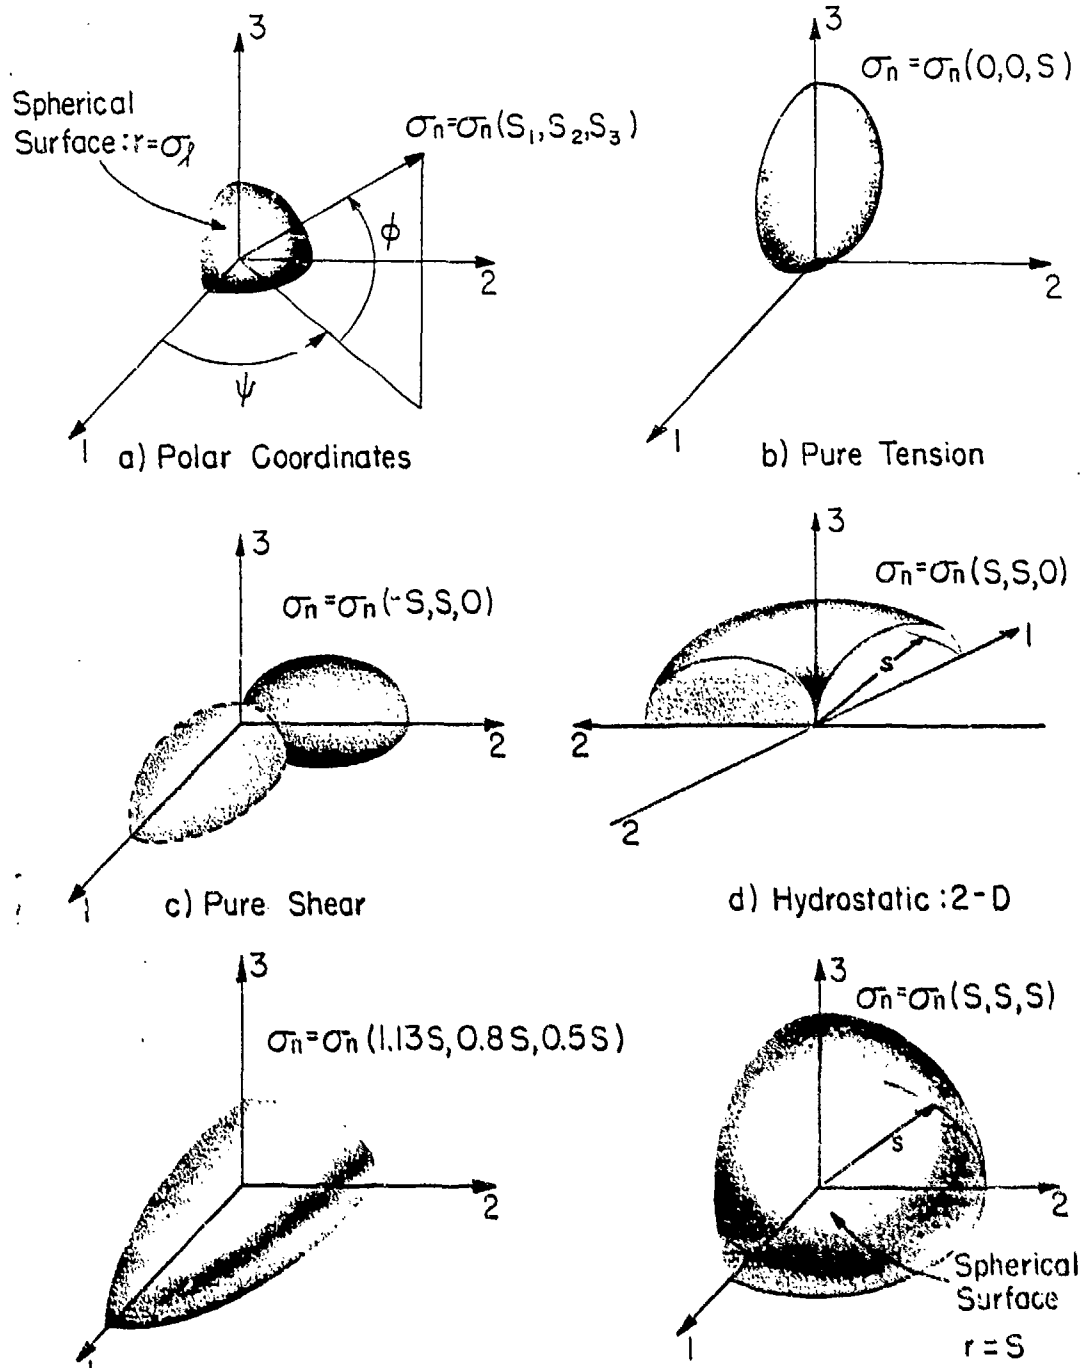 3
Spherical
Surface: r=σℓ
σn=σn(S₁,S₂,S₃)
ϕ
2
ψ
1
a) Polar Coordinates
3
σn=σn(0,0,S)
2
1
b) Pure Tension
3
σn=σn(-S,S,0)
2
1
c) Pure Shear
3
σn=σn(S,S,0)
1
S
2
2
d) Hydrostatic: 2-D
3
σn=σn(1.13S,0.8S,0.5S)
2
3
σn=σn(S,S,S)
S
2
Spherical
Surface
r=S
1